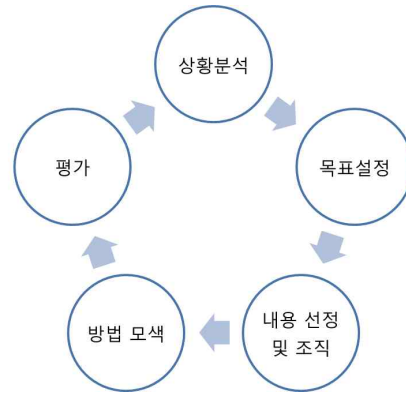 상황분석
목표설정
내용 선정
및 조직
방법 모색
평가